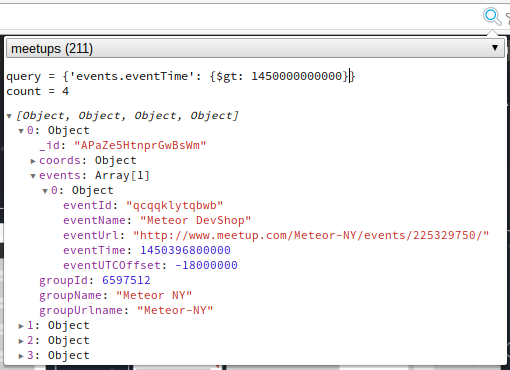 meetups (211)
query = {'events.eventTime': {$gt: 1450000000000}}
count = 4
[Object, Object, Object, Object]
0: Object
_id: "APaZe5HtnprGwBsWm"
coords: Object
events: Array[1]
0: Object
eventId: "qcqqklytqbwb"
eventName: "Meteor DevShop"
eventUrl: "http://www.meetup.com/Meteor-NY/events/225329750/"
eventTime: 1450396800000
eventUTCOffset: -18000000
groupId: 6597512
groupName: "Meteor NY"
groupUrlname: "Meteor-NY"
1: Object
2: Object
3: Object